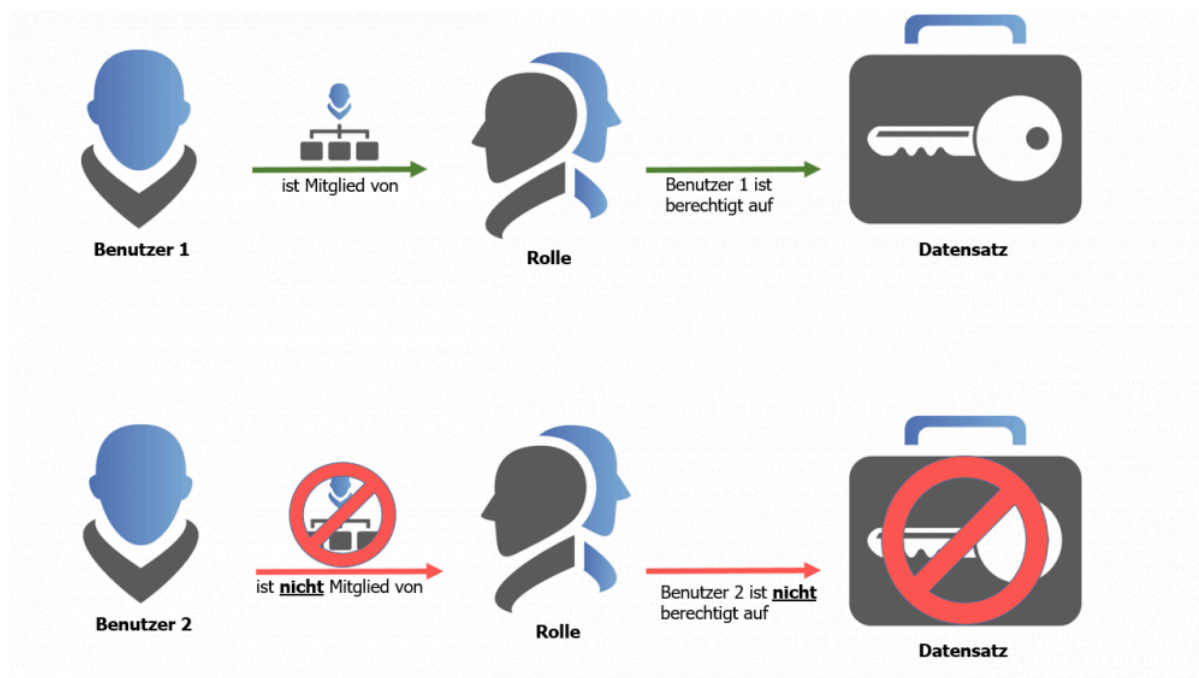 ist Mitglied von
Benutzer 1 ist
berechtigt auf
Benutzer 1
Rolle
Datensatz
ist nicht Mitglied von
Benutzer 2 ist nicht
berechtigt auf
Benutzer 2
Rolle
Datensatz